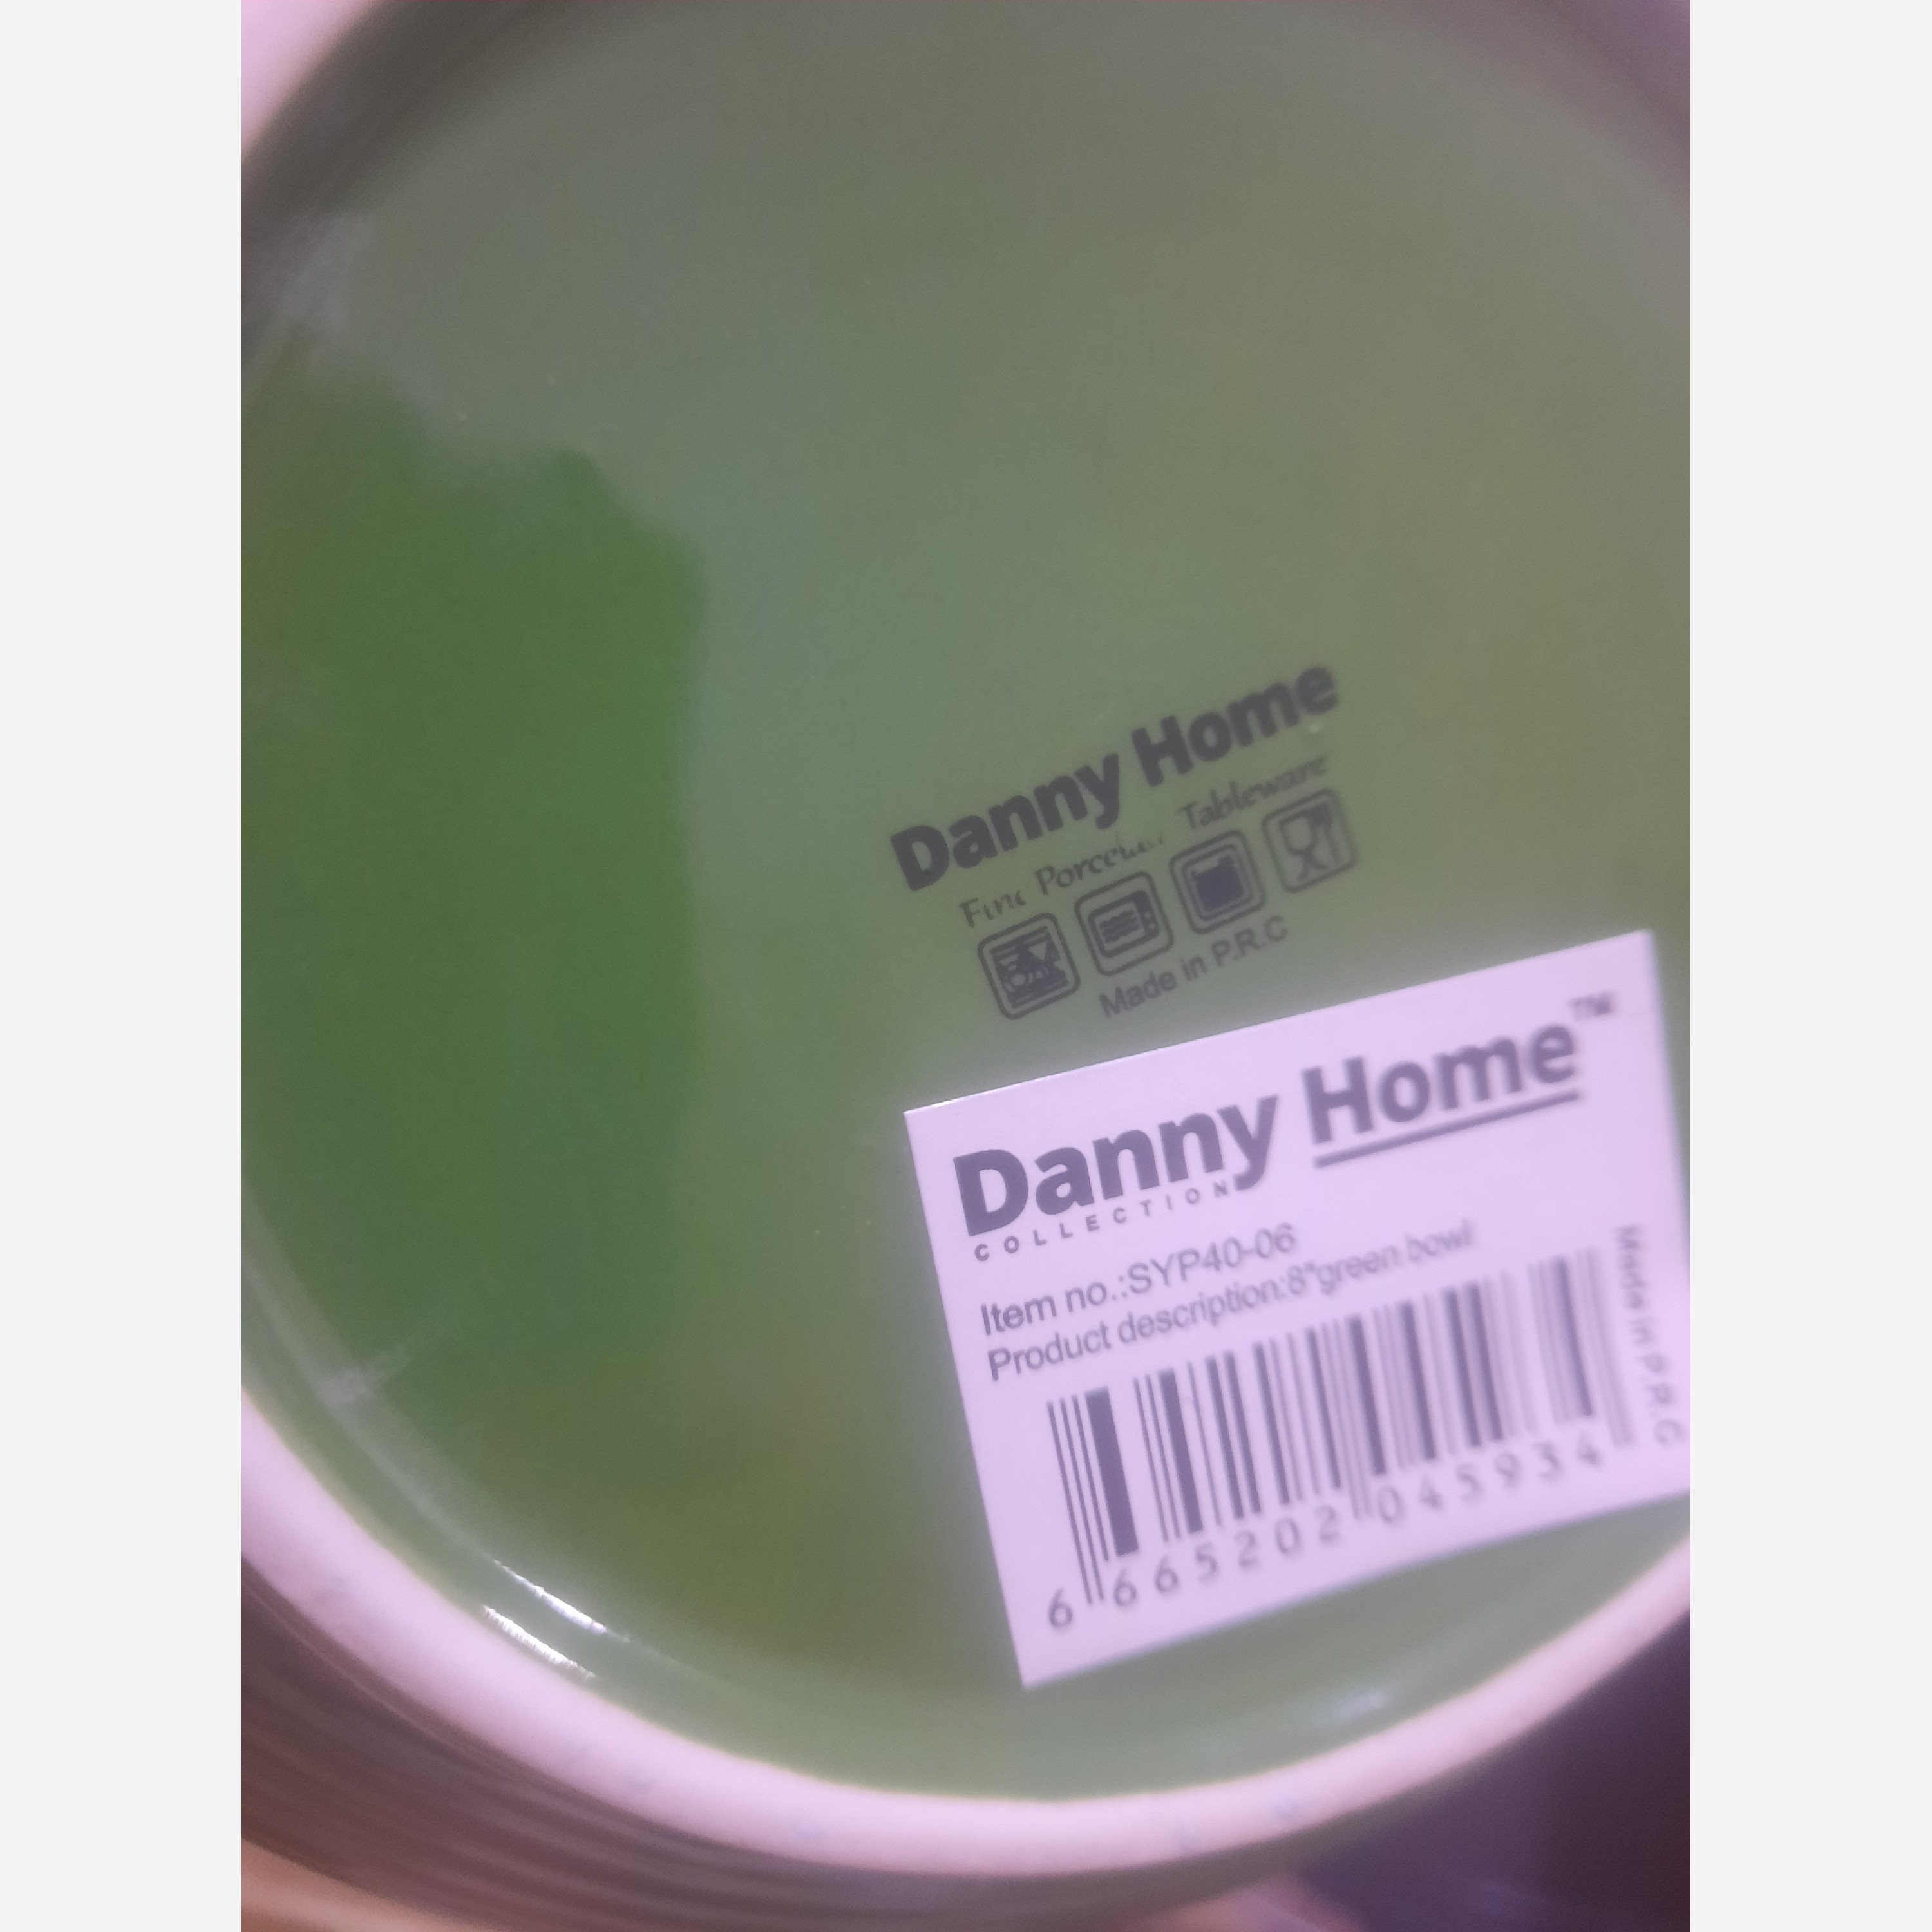 Danny Home
Fine Porcelain Tableware
Made in P.R.C
Danny Home™
COLLECTION
Item no.:SYP40-06
Product description:8"green bowl
Made in P.R.C
6 665202 045934